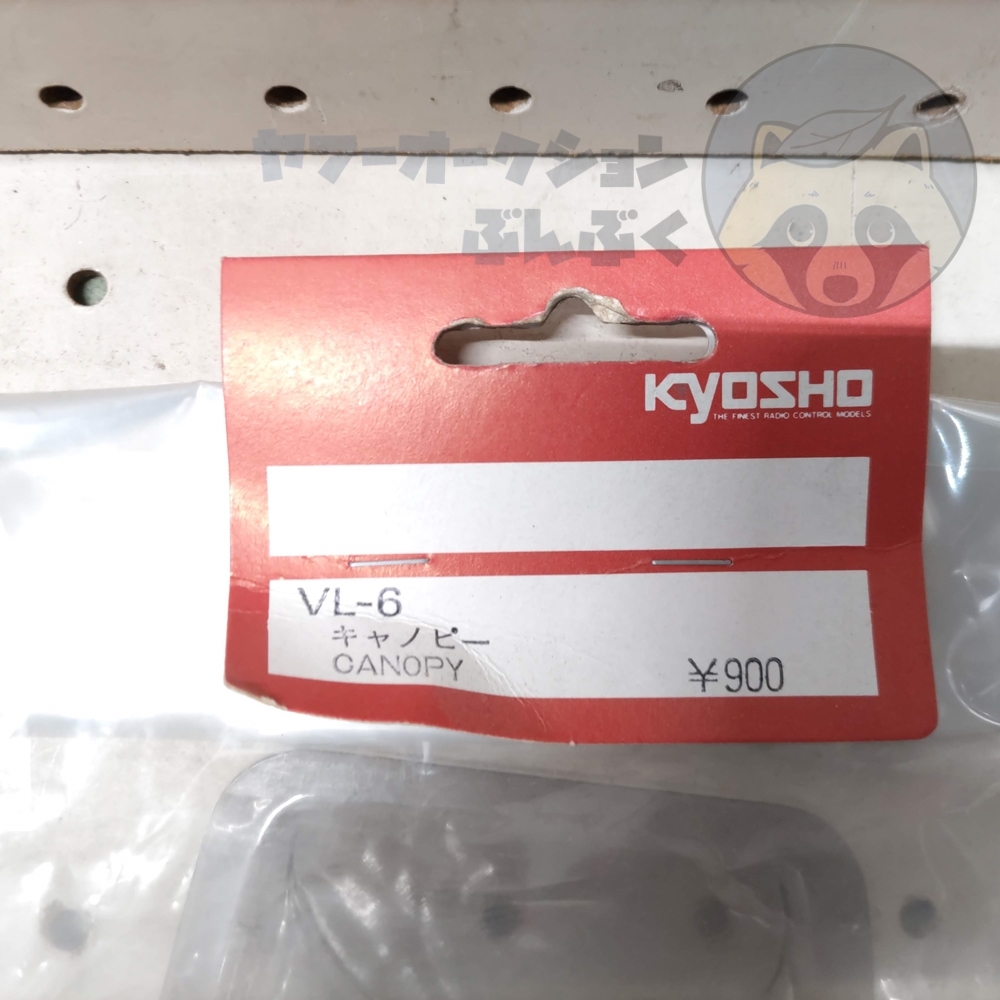 ヤフーオークション
ぶんぶく
KYOSHO
THE FINEST RADIO CONTROL MODELS
VL-6
キャノピー
CANOPY
¥900